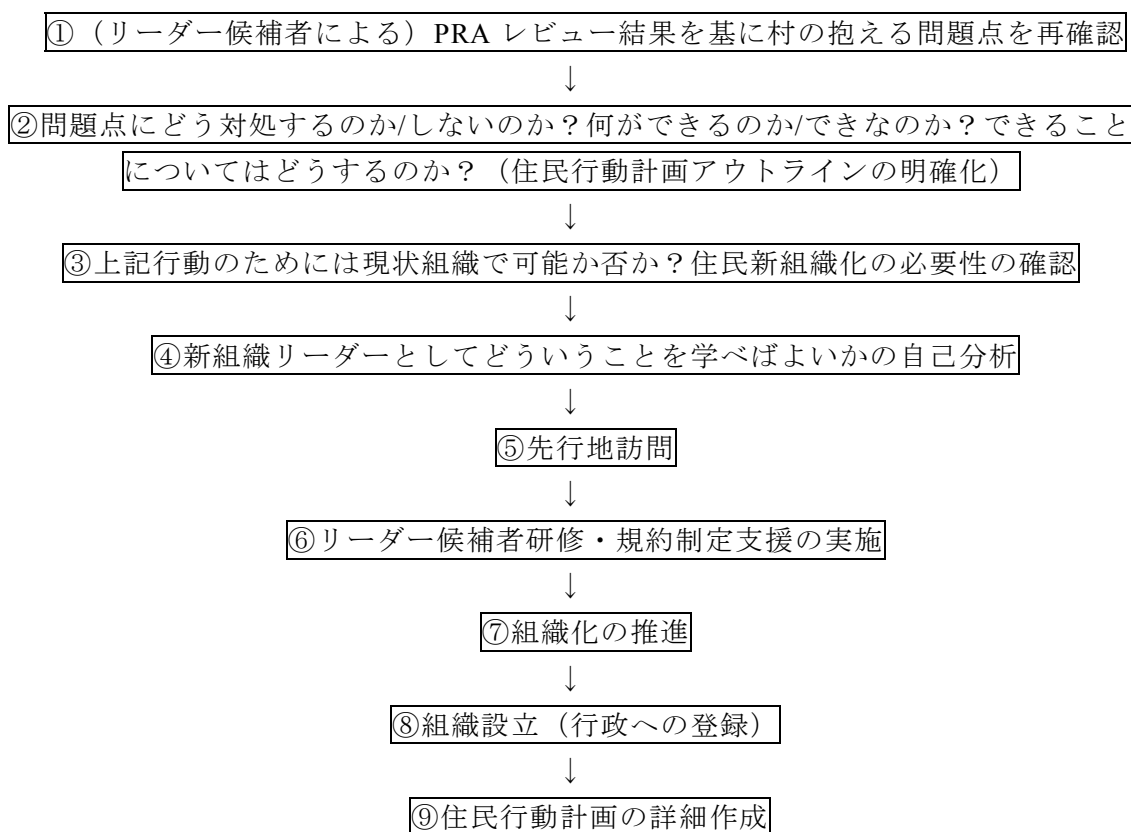 ①(リーダー候補者による)PRA レビュー結果を基に村の抱える問題点を再確認
↓
②問題点にどう対処するのか/しないのか?何ができるのか/できなのか?できること
についてはどうするのか?(住民行動計画アウトラインの明確化)
↓
③上記行動のためには現状組織で可能か否か?住民新組織化の必要性の確認
↓
④新組織リーダーとしてどういうことを学べばよいかの自己分析
↓
⑤先行地訪問
↓
⑥リーダー候補者研修・規約制定支援の実施
↓
⑦組織化の推進
↓
⑧組織設立(行政への登録)
↓
⑨住民行動計画の詳細作成